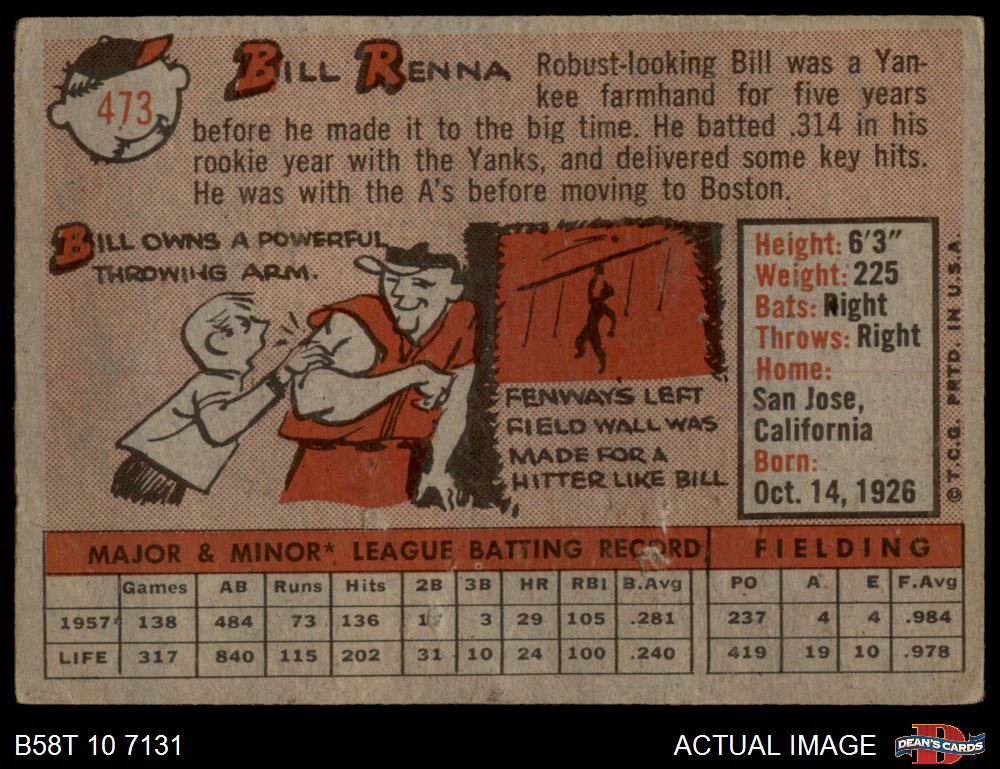 473
BILL RENNA
Robust-looking Bill was a Yan-
kee farmhand for five years
before he made it to the big time. He batted .314 in his
rookie year with the Yanks, and delivered some key hits.
He was with the A's before moving to Boston.
BILL OWNS A POWERFUL
THROWING ARM.
FENWAYS LEFT
FIELD WALL WAS
MADE FOR A
HITTER LIKE BILL
Height: 6'3"
Weight: 225
Bats: Right
Throws: Right
Home:
San Jose,
California
Born:
Oct. 14, 1926
© T.C.G. PRTD. IN U.S.A.
MAJOR & MINOR* LEAGUE BATTING RECORD FIELDING
Games AB Runs Hits 2B 3B HR RBI B.Avg PO A E F.Avg
1957* 138 484 73 136 3 29 105 .281 237 4 4 .984
LIFE 317 840 115 202 31 10 24 100 .240 419 19 10 .978
B58T 10 7131
ACTUAL IMAGE
D
DEAN'S CARDS